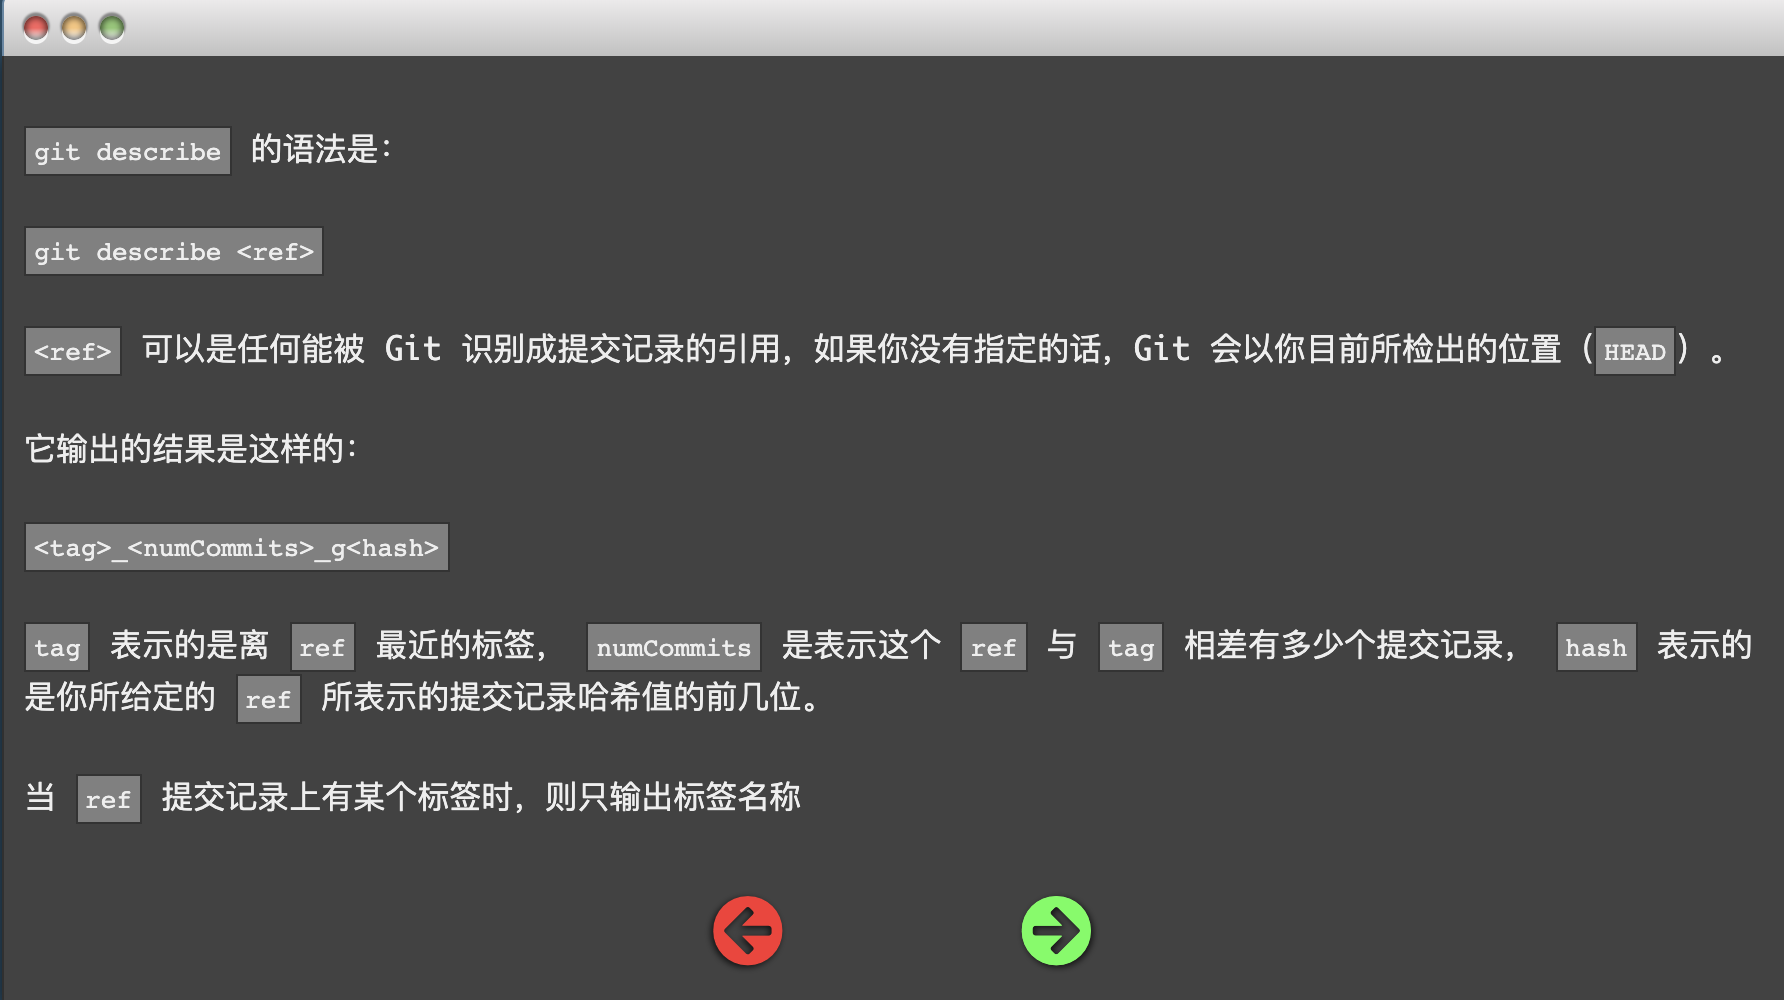 git describe 的语法是：
git describe <ref>
<ref> 可以是任何能被 Git 识别成提交记录的引用，如果你没有指定的话，Git 会以你目前所检出的位置（HEAD）。
它输出的结果是这样的：
<tag>_<numCommits>_g<hash>
tag 表示的是离 ref 最近的标签， numCommits 是表示这个 ref 与 tag 相差有多少个提交记录， hash 表示的
是你所给定的 ref 所表示的提交记录哈希值的前几位。
当 ref 提交记录上有某个标签时，则只输出标签名称